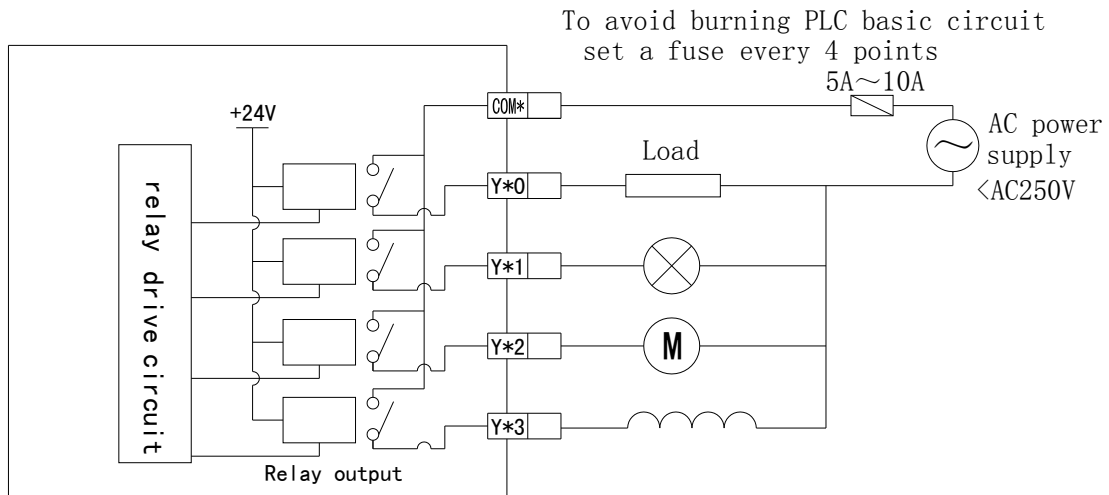 To avoid burning PLC basic circuit
set a fuse every 4 points
5A～10A
COM*
+24V
AC power
supply
<AC250V
Load
Y*0
Y*1
Y*2
M
Y*3
relay drive circuit
Relay output